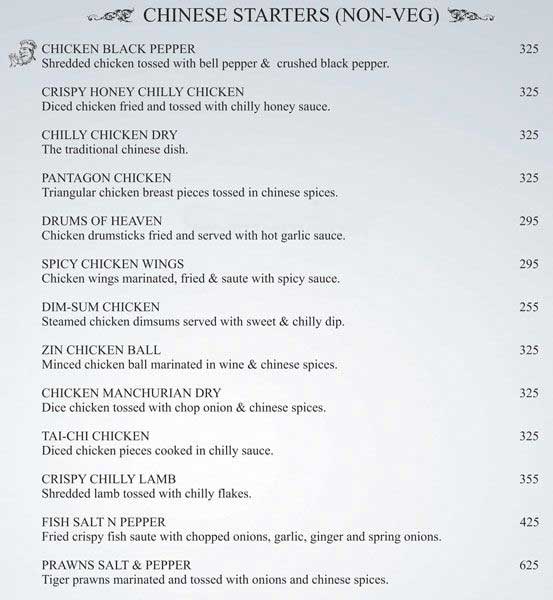 CHINESE STARTERS (NON-VEG)
CHICKEN BLACK PEPPER 325
Shredded chicken tossed with bell pepper & crushed black pepper.
CRISPY HONEY CHILLY CHICKEN 325
Diced chicken fried and tossed with chilly honey sauce.
CHILLY CHICKEN DRY 325
The traditional chinese dish.
PANTAGON CHICKEN 325
Triangular chicken breast pieces tossed in chinese spices.
DRUMS OF HEAVEN 295
Chicken drumsticks fried and served with hot garlic sauce.
SPICY CHICKEN WINGS 295
Chicken wings marinated, fried & saute with spicy sauce.
DIM-SUM CHICKEN 255
Steamed chicken dimsums served with sweet & chilly dip.
ZIN CHICKEN BALL 325
Minced chicken ball marinated in wine & chinese spices.
CHICKEN MANCHURIAN DRY 325
Dice chicken tossed with chop onion & chinese spices.
TAI-CHI CHICKEN 325
Diced chicken pieces cooked in chilly sauce.
CRISPY CHILLY LAMB 355
Shredded lamb tossed with chilly flakes.
FISH SALT N PEPPER 425
Fried crispy fish saute with chopped onions, garlic, ginger and spring onions.
PRAWNS SALT & PEPPER 625
Tiger prawns marinated and tossed with onions and chinese spices.